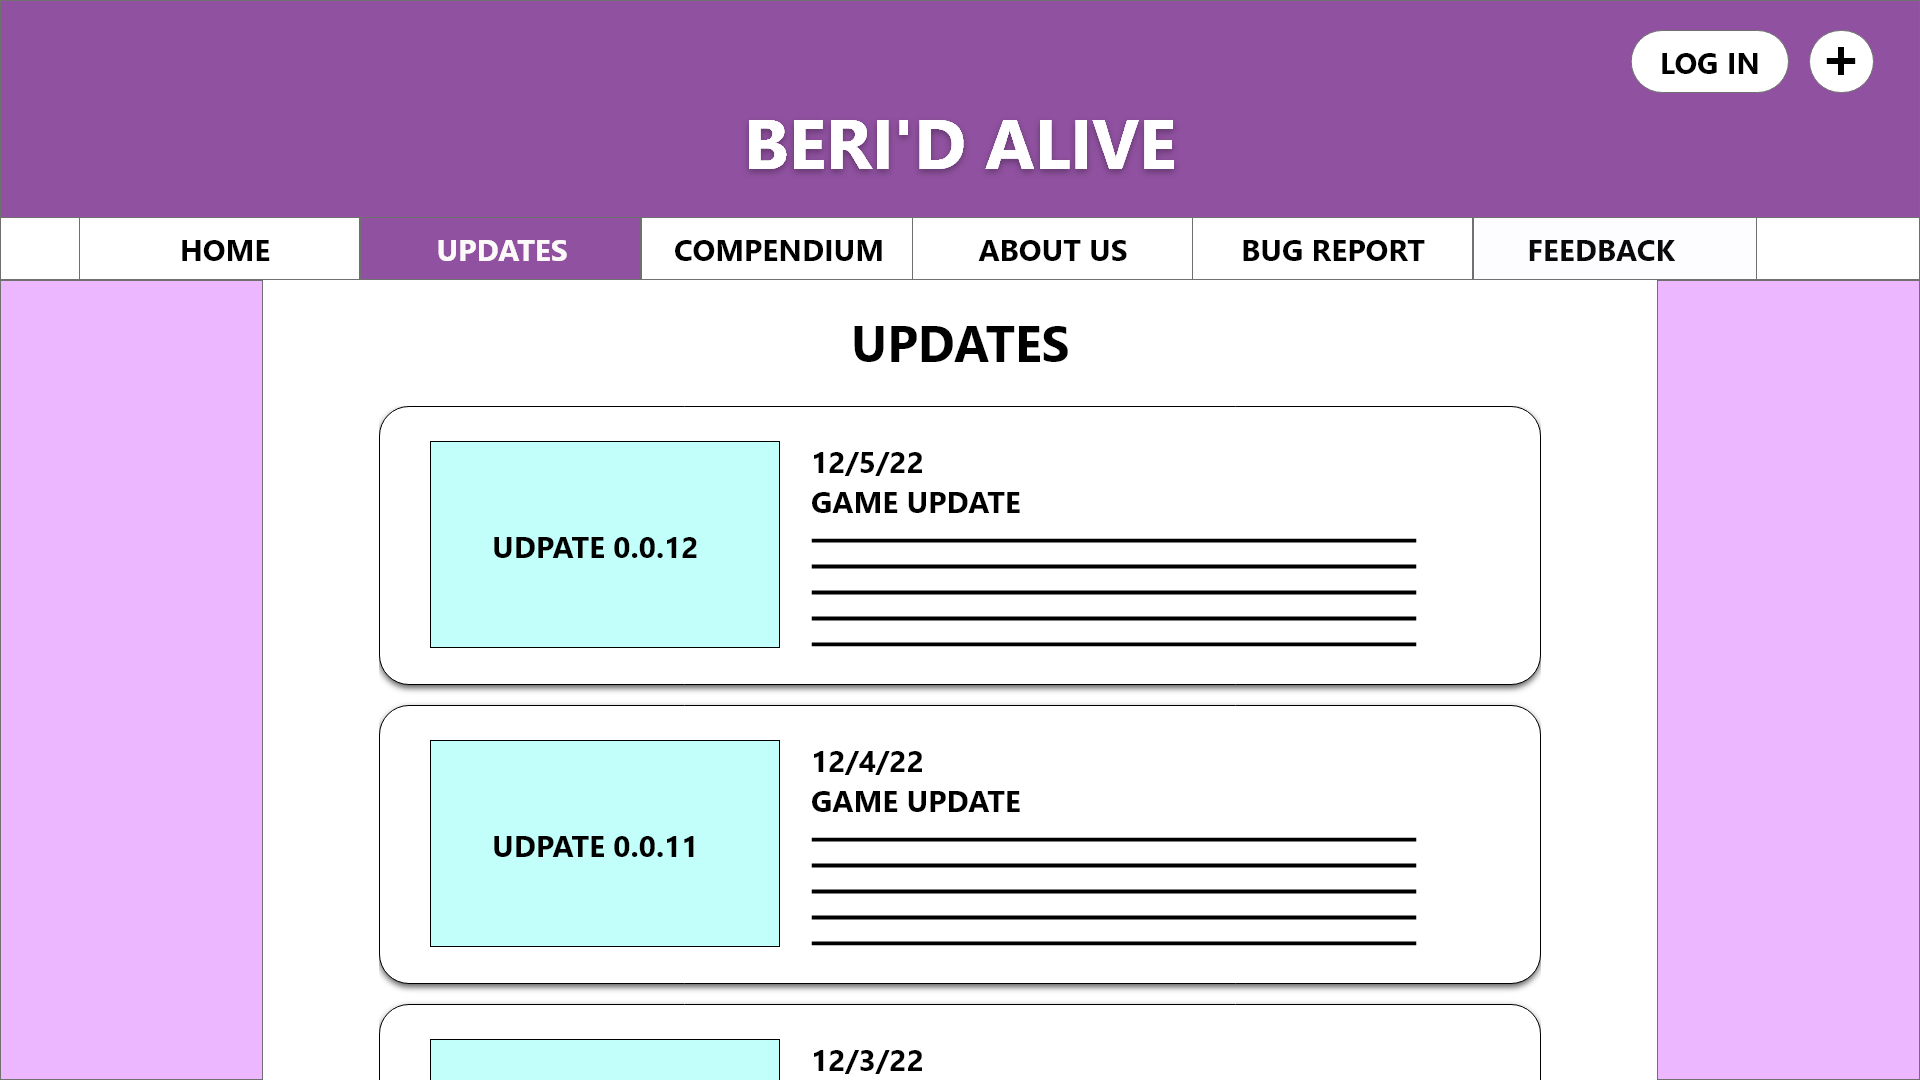 LOG IN +
BERI'D ALIVE
HOME UPDATES COMPENDIUM ABOUT US BUG REPORT FEEDBACK
UPDATES
12/5/22
GAME UPDATE
UDPATE 0.0.12
12/4/22
GAME UPDATE
UDPATE 0.0.11
12/3/22